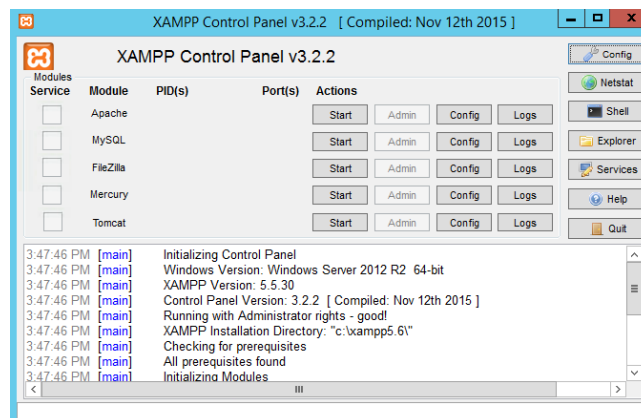 XAMPP Control Panel v3.2.2 [ Compiled: Nov 12th 2015 ]
XAMPP Control Panel v3.2.2
Config
Modules
Service Module PID(s) Port(s) Actions
Netstat
Apache Start Admin Config Logs
Shell
MySQL Start Admin Config Logs
Explorer
FileZilla Start Admin Config Logs
Services
Mercury Start Admin Config Logs
Help
Tomcat Start Admin Config Logs
Quit
3:47:46 PM [main] Initializing Control Panel
3:47:46 PM [main] Windows Version: Windows Server 2012 R2 64-bit
3:47:46 PM [main] XAMPP Version: 5.5.30
3:47:46 PM [main] Control Panel Version: 3.2.2 [ Compiled: Nov 12th 2015 ]
3:47:46 PM [main] Running with Administrator rights - good!
3:47:46 PM [main] XAMPP Installation Directory: "c:\xampp5.6\"
3:47:46 PM [main] Checking for prerequisites
3:47:46 PM [main] All prerequisites found
3:47:46 PM [main] Initializing Modules